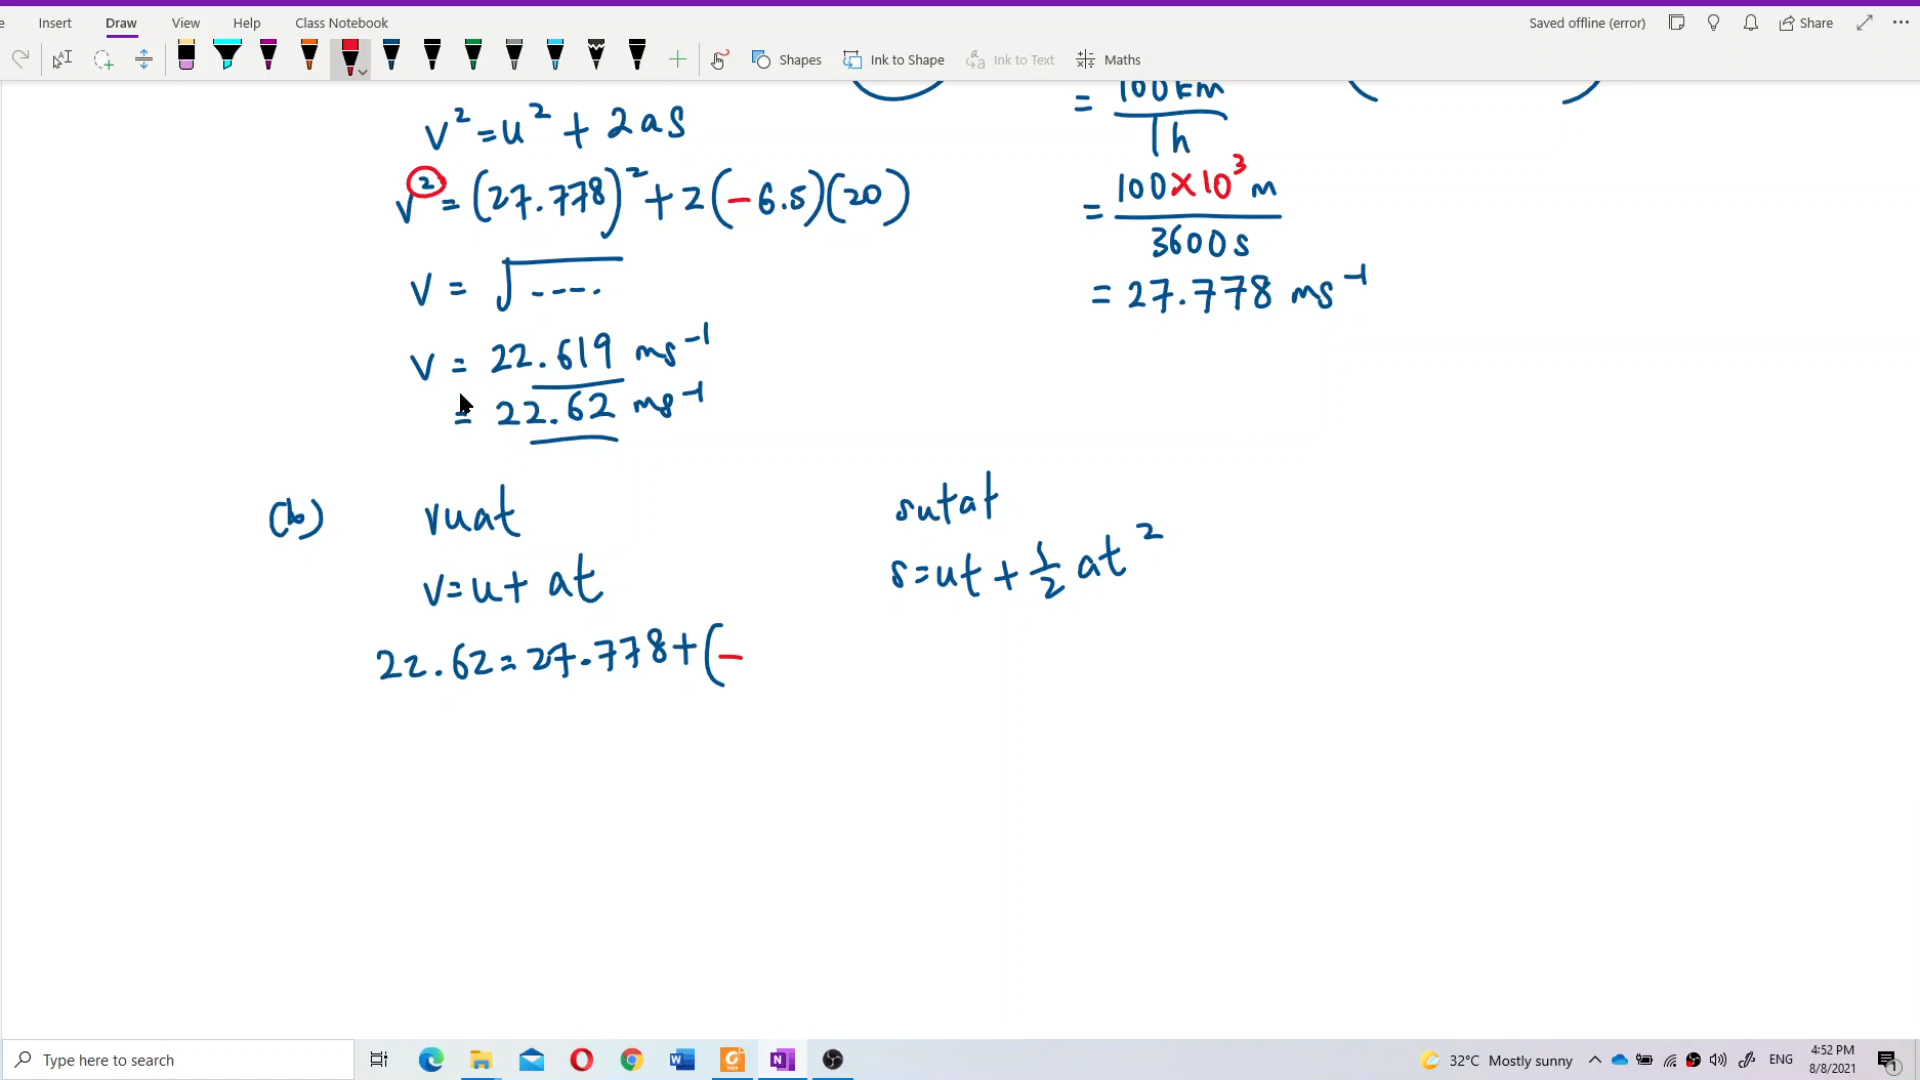 Insert Draw View Help Class Notebook Saved offline (error) Share
Shapes Ink to Shape Ink to Text Maths
v² = u² + 2as
v² = (27.778)² + 2(-6.5)(20)
v = √----.
v = 22.619 ms⁻¹
= 22.62 ms⁻¹
= 100 km
1h
= 100 × 10³ m
3600s
= 27.778 ms⁻¹
(b) vuat
v = u + at
22.62 = 27.778 + (-
sutat
s = ut + ½ at²
Type here to search
32°C Mostly sunny
ENG
4:52 PM
8/8/2021
1